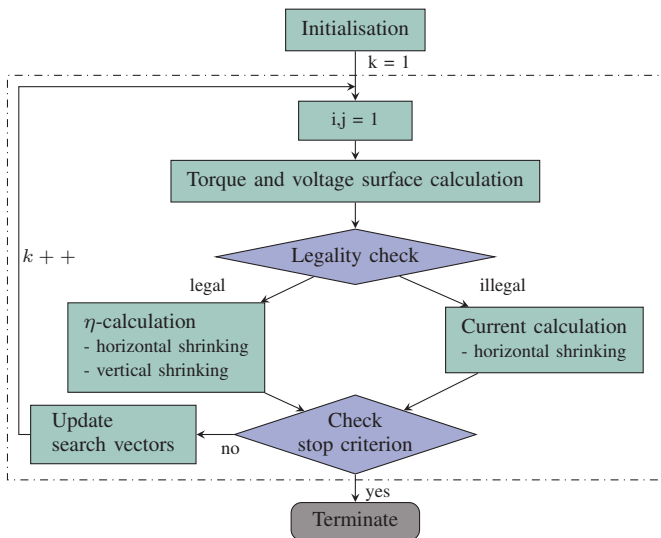 Initialisation
k = 1
i,j = 1
Torque and voltage surface calculation
Legality check
k + +
legal
illegal
η-calculation
- horizontal shrinking
- vertical shrinking
Current calculation
- horizontal shrinking
Check
stop criterion
Update
search vectors
no
yes
Terminate